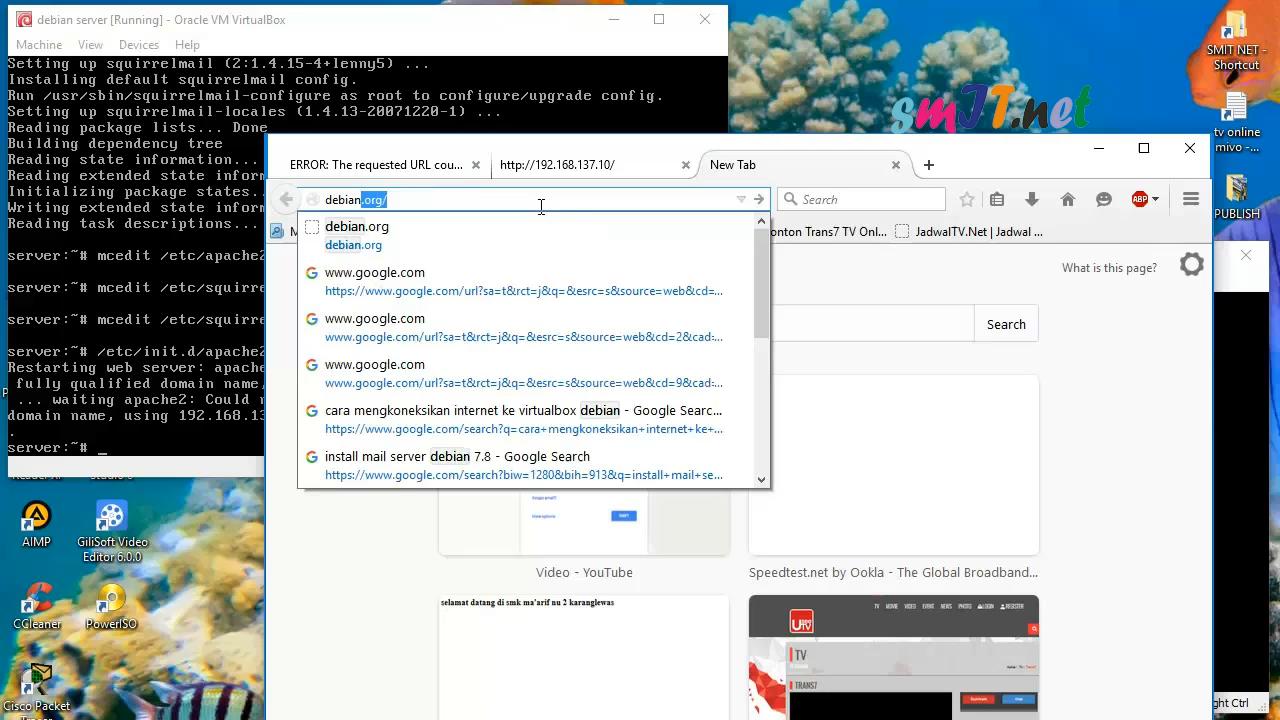 debian server [Running] - Oracle VM VirtualBox
Machine View Devices Help
Setting up squirrelmail (2:1.4.15-4+lenny5) ...
Installing default squirrelmail config.
Run /usr/sbin/squirrelmail-configure as root to configure/upgrade config.
Setting up squirrelmail-locales (1.4.13-20071220-1) ...
Reading package lists... Done
Building dependency tree
Reading state information...
Reading extended state inform
Initializing package states..
Writing extended state inform
Reading task descriptions...
server:~# mcedit /etc/apache2
server:~# mcedit /etc/squirre
server:~# mcedit /etc/squirre
server:~# /etc/init.d/apache2
Restarting web server: apache
fully qualified domain name,
... waiting apache2: Could n
domain name, using 192.168.13
.
server:~# _
smIT.net
SMIT NET - Shortcut
tv online mivo -...
PUBLISH
ERROR: The requested URL cou...
http://192.168.137.10/
New Tab
debian.org/
Search
ABP
debian.org
debian.org
www.google.com
https://www.google.com/url?sa=t&rct=j&q=&esrc=s&source=web&cd=...
www.google.com
www.google.com/url?sa=t&rct=j&q=&esrc=s&source=web&cd=2&cad:...
www.google.com
www.google.com/url?sa=t&rct=j&q=&esrc=s&source=web&cd=9&cad:...
cara mengkoneksikan internet ke virtualbox debian - Google Searc...
https://www.google.com/search?q=cara+mengkoneksikan+internet+ke+...
install mail server debian 7.8 - Google Search
https://www.google.com/search?biw=1280&bih=913&q=install+mail+se...
onton Trans7 TV Onl...
JadwalTV.Net | Jadwal ...
What is this page?
Search
Video - YouTube
Speedtest.net by Ookla - The Global Broadband...
selamat datang di smk ma'arif nu 2 karanglewas
TV MOVIE VIDEO EVENT NEWS PHOTO LOGIN REGISTER
TV
TRANS7
AIMP
GiliSoft Video Editor 6.0.0
CCleaner
PowerISO
Cisco Packet
ght Ctrl